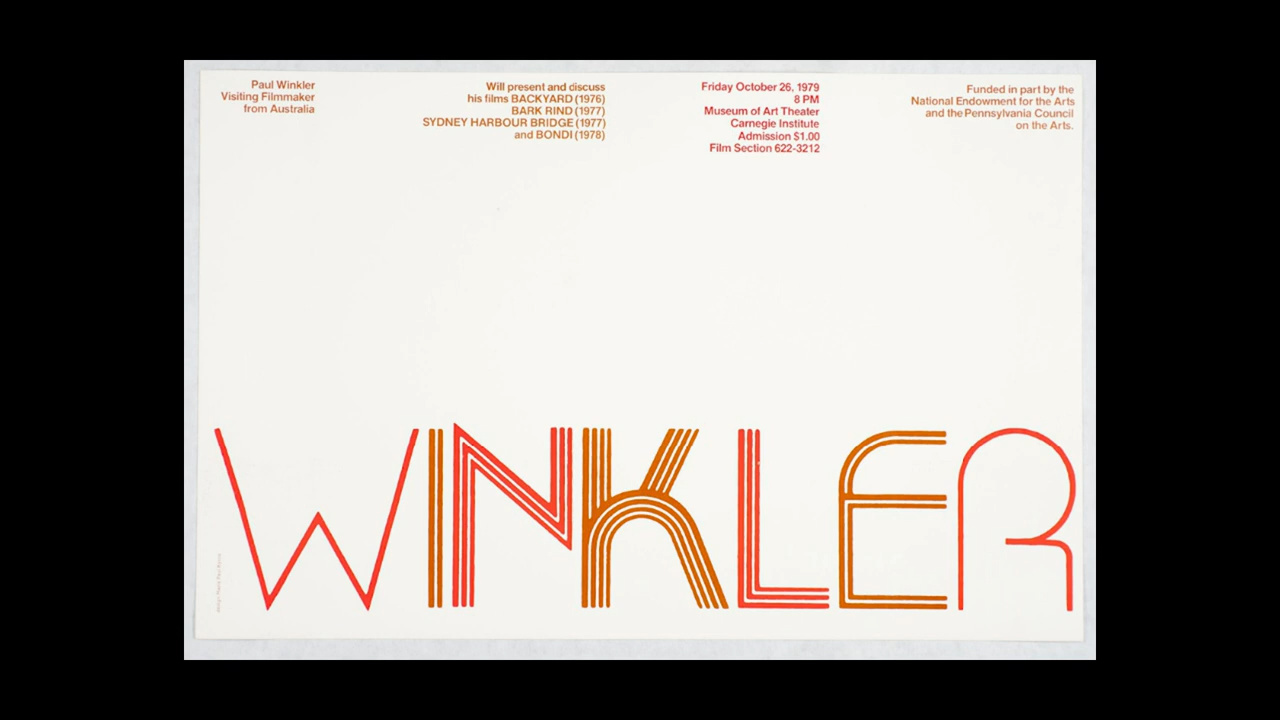 Paul Winkler
Visiting Filmmaker
from Australia
Will present and discuss
his films BACKYARD (1976)
BARK RIND (1977)
SYDNEY HARBOUR BRIDGE (1977)
and BONDI (1978)
Friday October 26, 1979
8 PM
Museum of Art Theater
Carnegie Institute
Admission $1.00
Film Section 622-3212
Funded in part by the
National Endowment for the Arts
and the Pennsylvania Council
on the Arts.
WINKLER